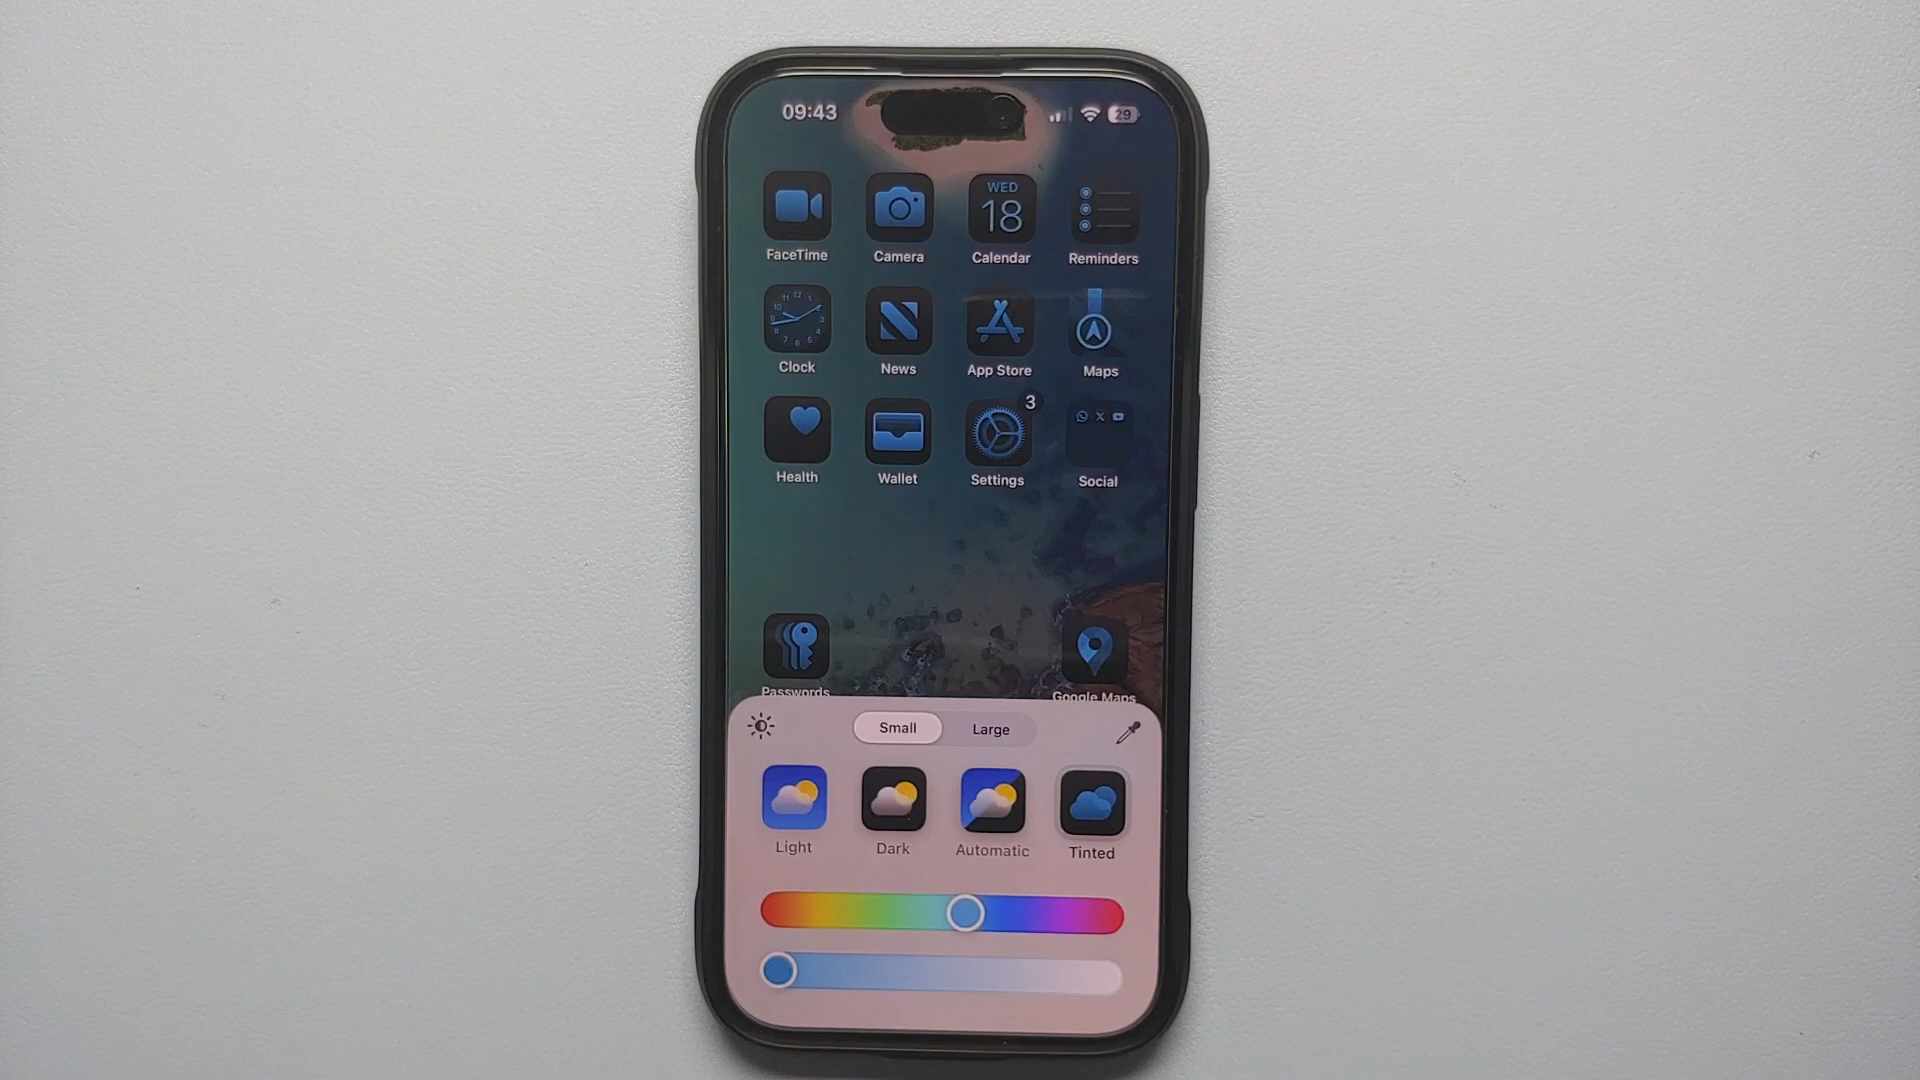 09:43 29
WED
18
FaceTime Camera Calendar Reminders
Clock News App Store Maps
3
Health Wallet Settings Social
Passwords Google Maps
Small Large
Light Dark Automatic Tinted